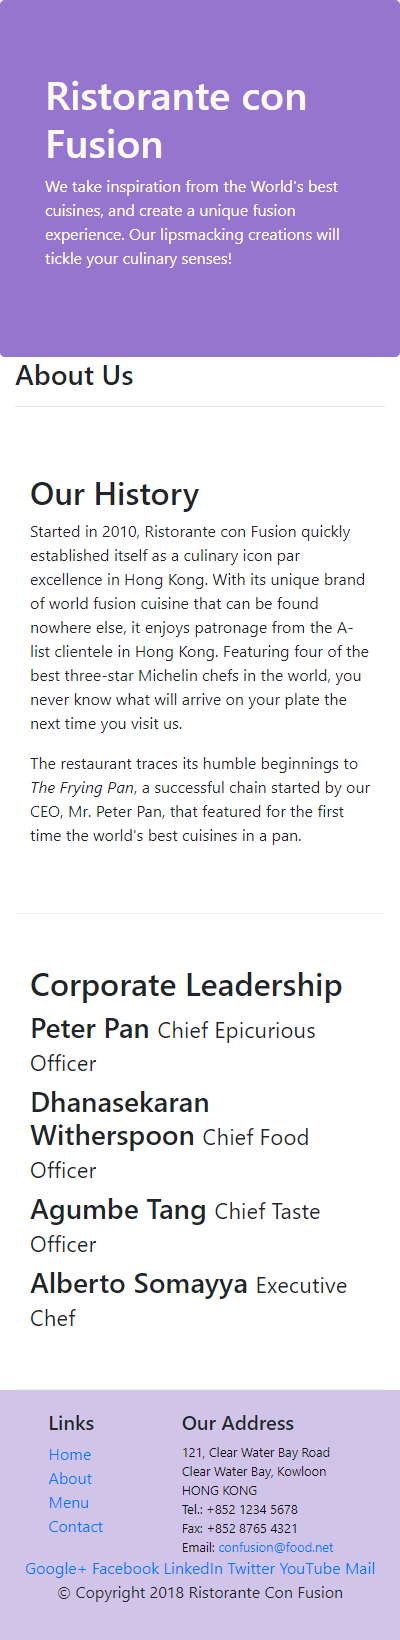 Ristorante con
Fusion
We take inspiration from the World's best
cuisines, and create a unique fusion
experience. Our lipsmacking creations will
tickle your culinary senses!
About Us
Our History
Started in 2010, Ristorante con Fusion quickly
established itself as a culinary icon par
excellence in Hong Kong. With its unique brand
of world fusion cuisine that can be found
nowhere else, it enjoys patronage from the A-
list clientele in Hong Kong. Featuring four of the
best three-star Michelin chefs in the world, you
never know what will arrive on your plate the
next time you visit us.
The restaurant traces its humble beginnings to
The Frying Pan, a successful chain started by our
CEO, Mr. Peter Pan, that featured for the first
time the world's best cuisines in a pan.
Corporate Leadership
Peter Pan Chief Epicurious
Officer
Dhanasekaran
Witherspoon Chief Food
Officer
Agumbe Tang Chief Taste
Officer
Alberto Somayya Executive
Chef
Links
Home
About
Menu
Contact
Our Address
121, Clear Water Bay Road
Clear Water Bay, Kowloon
HONG KONG
Tel.: +852 1234 5678
Fax: +852 8765 4321
Email: confusion@food.net
Google+ Facebook LinkedIn Twitter YouTube Mail
© Copyright 2018 Ristorante Con Fusion